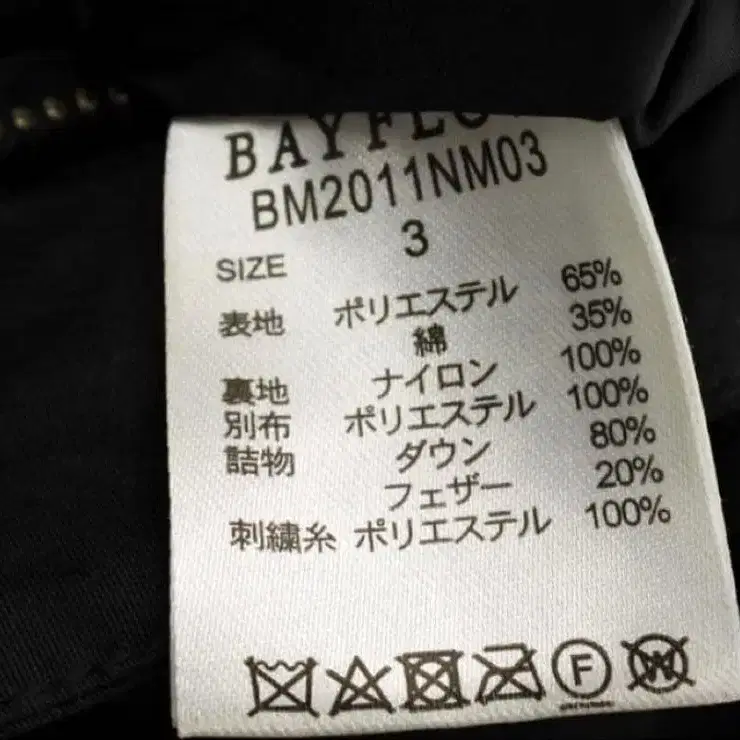 BAYFLOW
BM2011NM03
SIZE 3
表地 ポリエステル 65%
綿 35%
裏地 ナイロン 100%
別布 ポリエステル 100%
詰物 ダウン 80%
フェザー 20%
刺繍糸 ポリエステル 100%
F W